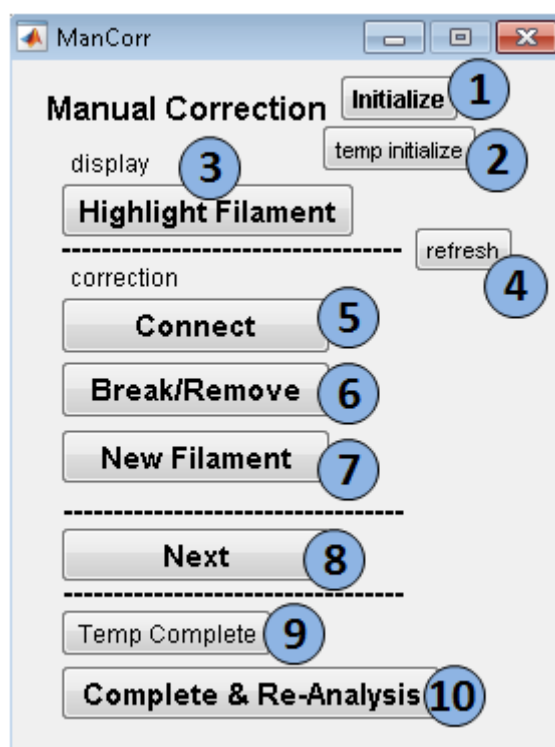 ManCorr
Manual Correction Initialize 1
temp initialize 2
display 3
Highlight Filament
---------------------------------- refresh 4
correction
Connect 5
Break/Remove 6
New Filament 7
----------------------------------
Next 8
----------------------------------
Temp Complete 9
Complete & Re-Analysis 10